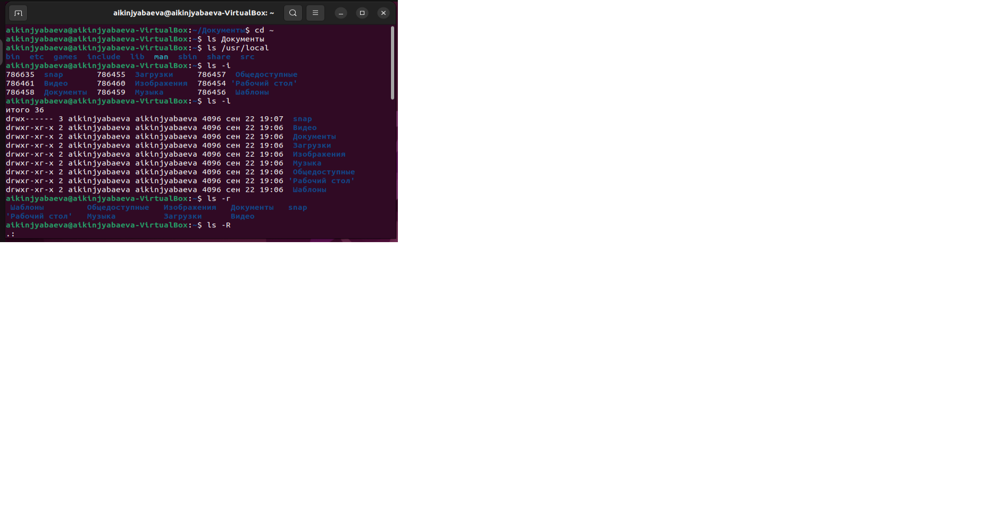 aikinjyabaeva@aikinjyabaeva-VirtualBox: ~
aikinjyabaeva@aikinjyabaeva-VirtualBox:~/Документы$ cd ~
aikinjyabaeva@aikinjyabaeva-VirtualBox:~$ ls Документы
aikinjyabaeva@aikinjyabaeva-VirtualBox:~$ ls /usr/local
bin  etc  games  include  lib  man  sbin  share  src
aikinjyabaeva@aikinjyabaeva-VirtualBox:~$ ls -i
786635  snap       786455  Загрузки     786457  Общедоступные
786461  Видео      786460  Изображения  786454 'Рабочий стол'
786458  Документы  786459  Музыка       786456  Шаблоны
aikinjyabaeva@aikinjyabaeva-VirtualBox:~$ ls -l
итого 36
drwx------ 3 aikinjyabaeva aikinjyabaeva 4096 сен 22 19:07  snap
drwxr-xr-x 2 aikinjyabaeva aikinjyabaeva 4096 сен 22 19:06  Видео
drwxr-xr-x 2 aikinjyabaeva aikinjyabaeva 4096 сен 22 19:06  Документы
drwxr-xr-x 2 aikinjyabaeva aikinjyabaeva 4096 сен 22 19:06  Загрузки
drwxr-xr-x 2 aikinjyabaeva aikinjyabaeva 4096 сен 22 19:06  Изображения
drwxr-xr-x 2 aikinjyabaeva aikinjyabaeva 4096 сен 22 19:06  Музыка
drwxr-xr-x 2 aikinjyabaeva aikinjyabaeva 4096 сен 22 19:06  Общедоступные
drwxr-xr-x 2 aikinjyabaeva aikinjyabaeva 4096 сен 22 19:06 'Рабочий стол'
drwxr-xr-x 2 aikinjyabaeva aikinjyabaeva 4096 сен 22 19:06  Шаблоны
aikinjyabaeva@aikinjyabaeva-VirtualBox:~$ ls -r
 Шаблоны         Общедоступные   Изображения   Документы   snap
'Рабочий стол'   Музыка          Загрузки      Видео
aikinjyabaeva@aikinjyabaeva-VirtualBox:~$ ls -R
.: